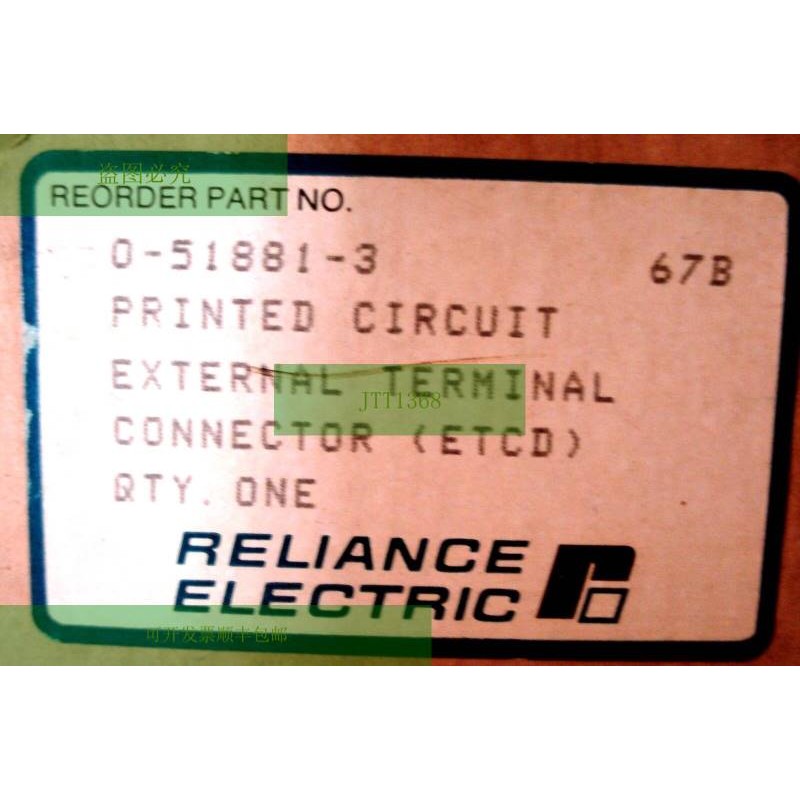 盗图必究
REORDER PART NO.
0-51881-3 67B
PRINTED CIRCUIT
EXTERNAL TERMINAL
JTT1368
CONNECTOR (ETCD)
QTY. ONE
RELIANCE
ELECTRIC
可开发票顺丰包邮